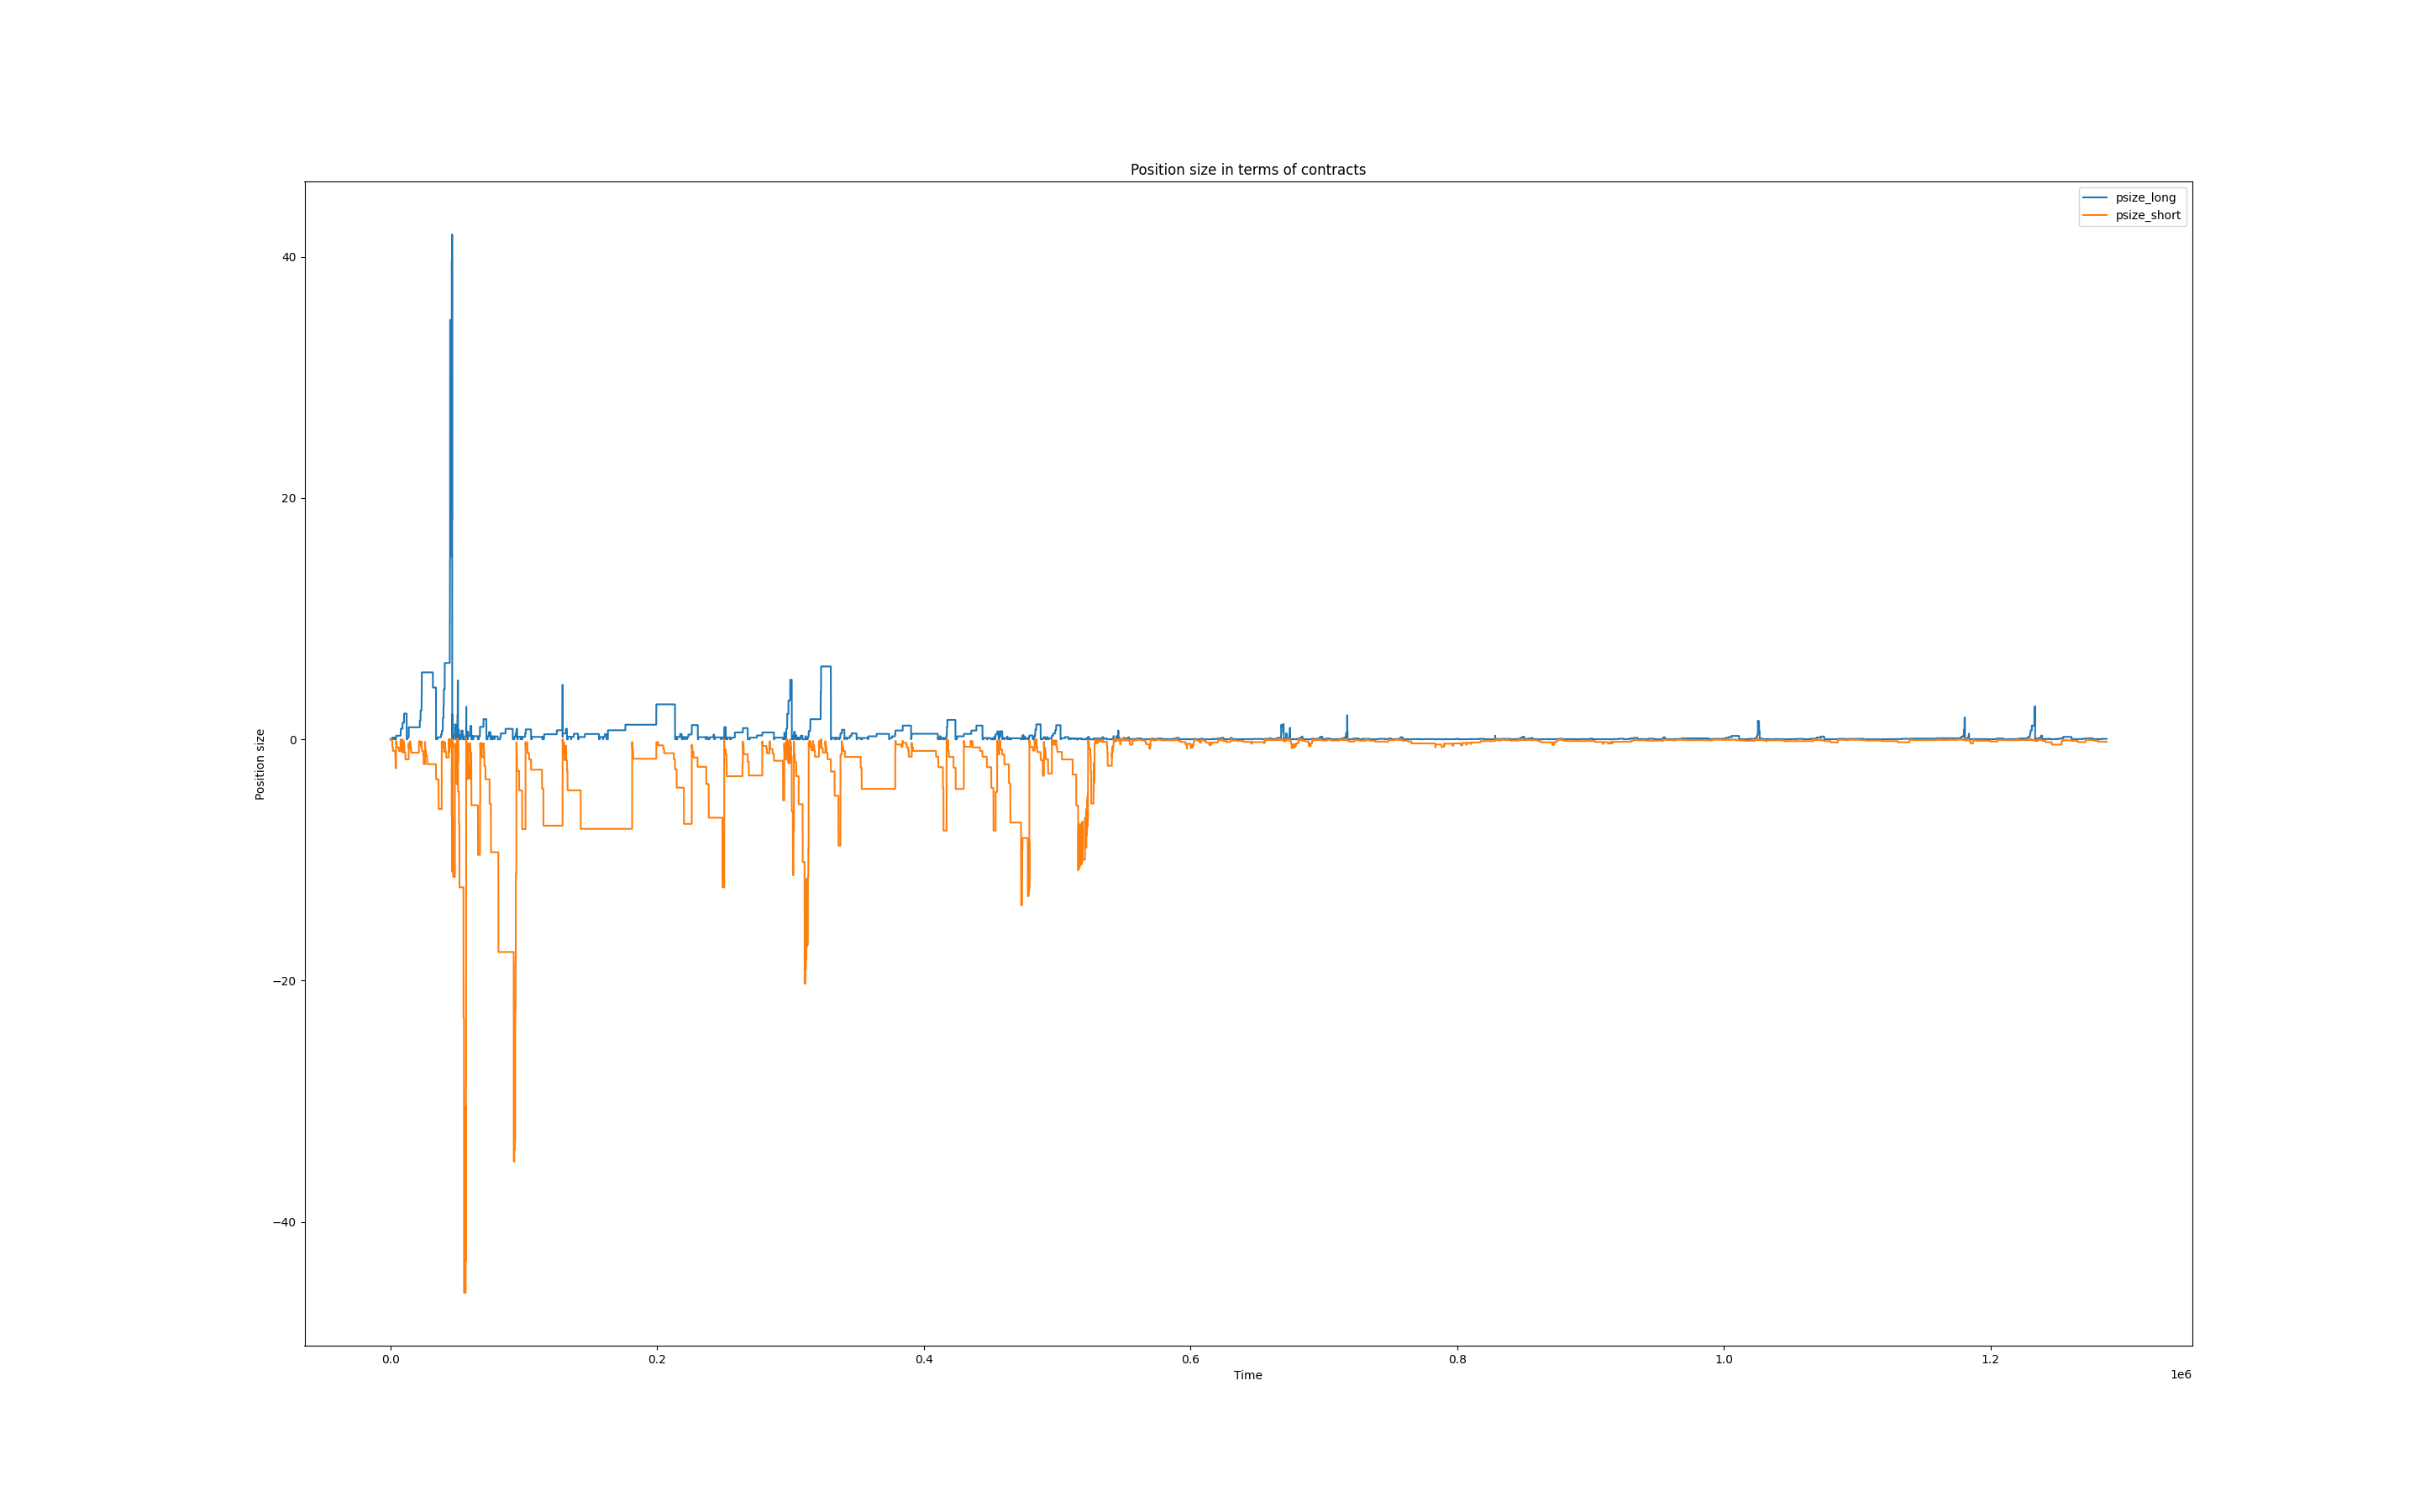 Position size in terms of contracts
psize_long
psize_short
Position size
40
20
0
−20
−40
0.0 0.2 0.4 0.6 0.8 1.0 1.2
Time
1e6